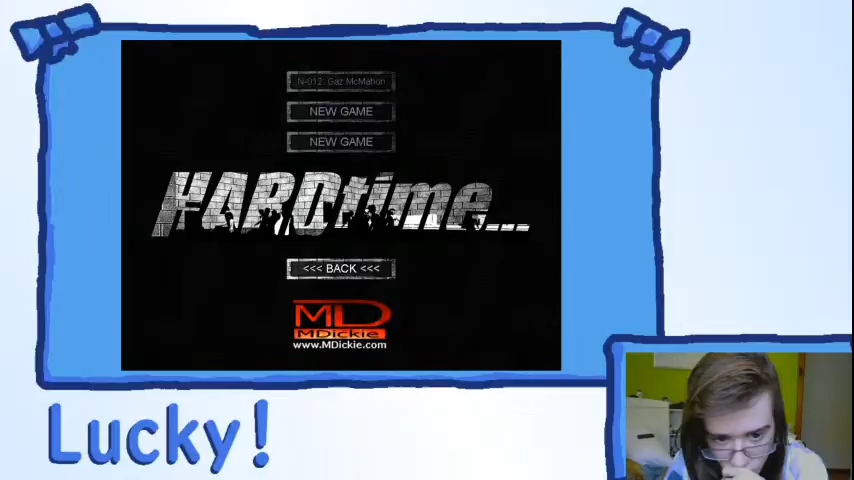 N-012: Gaz McMahon
NEW GAME
NEW GAME
HARDtime...
<<< BACK <<<
MD
MDickie
www.MDickie.com
Lucky!